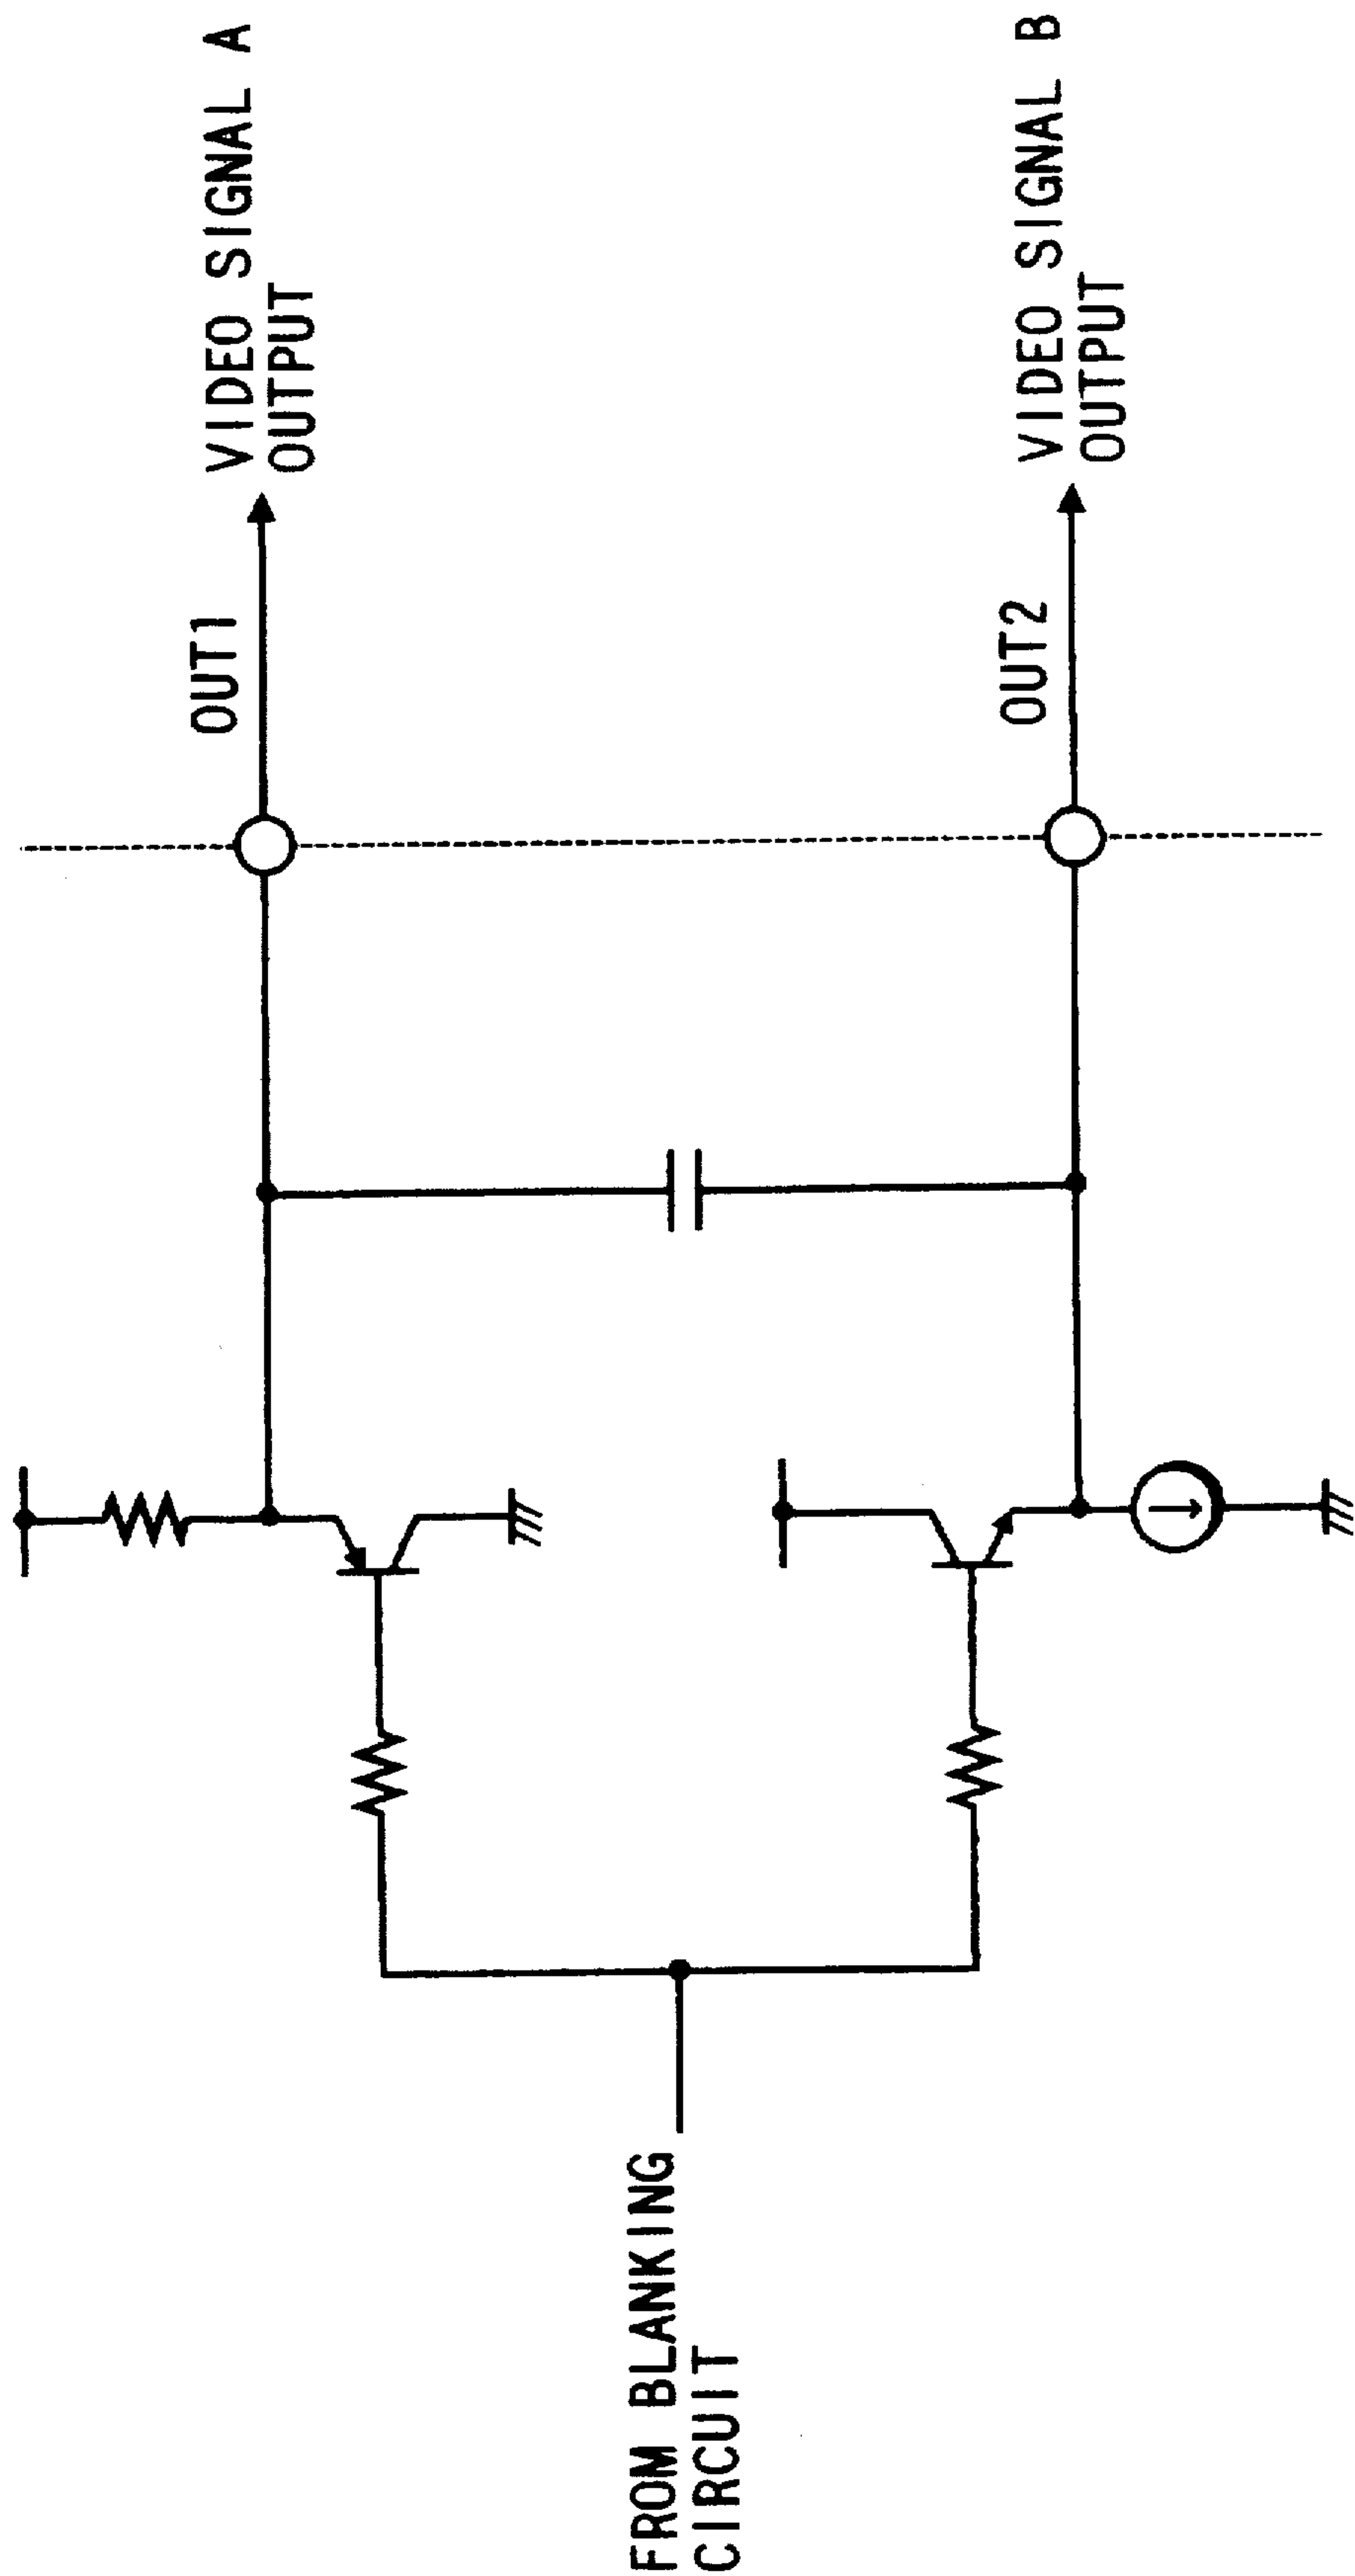 VIDEO SIGNAL A
OUTPUT
OUT1
VIDEO SIGNAL B
OUTPUT
OUT2
FROM BLANKING
CIRCUIT